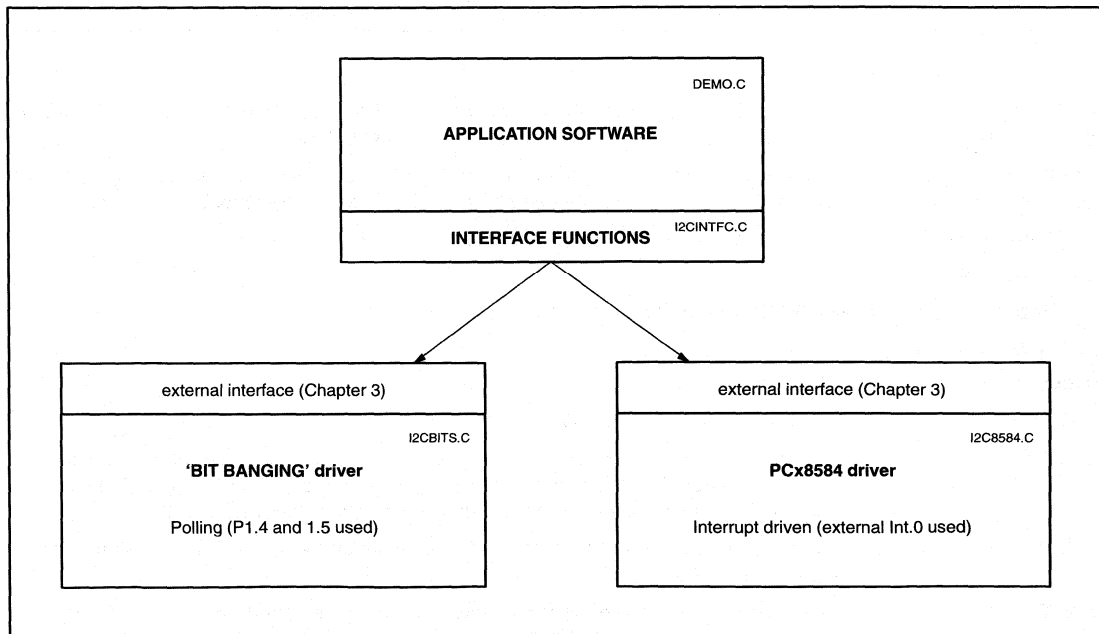 DEMO.C
APPLICATION SOFTWARE
I2CINTFC.C
INTERFACE FUNCTIONS
external interface (Chapter 3)
I2CBITS.C
‘BIT BANGING’ driver
Polling (P1.4 and 1.5 used)
external interface (Chapter 3)
I2C8584.C
PCx8584 driver
Interrupt driven (external Int.0 used)